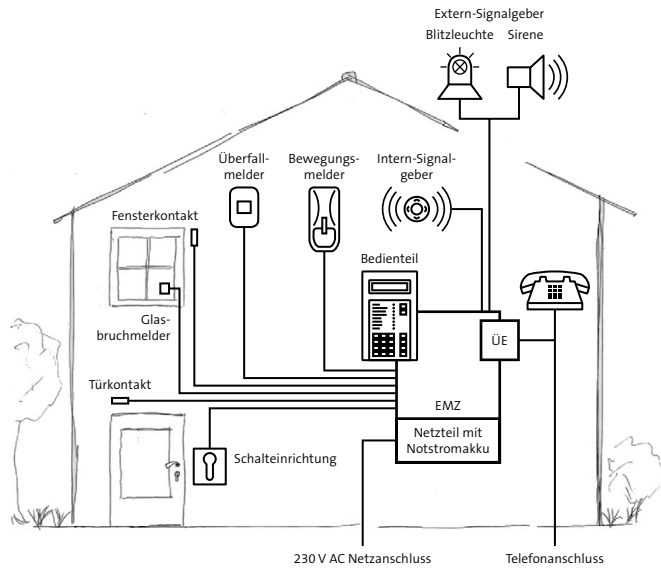 Extern-Signalgeber
Blitzleuchte Sirene
Überfall-
melder
Bewegungs-
melder
Intern-Signal-
geber
Fensterkontakt
Bedienteil
Glas-
bruchmelder
ÜE
Türkontakt
EMZ
Netzteil mit
Notstromakku
Schalteinrichtung
230 V AC Netzanschluss
Telefonanschluss